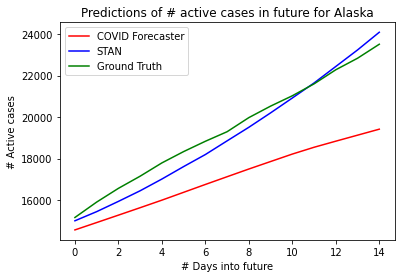 Predictions of # active cases in future for Alaska
COVID Forecaster
STAN
Ground Truth
24000
22000
20000
18000
16000
# Active cases
0 2 4 6 8 10 12 14
# Days into future